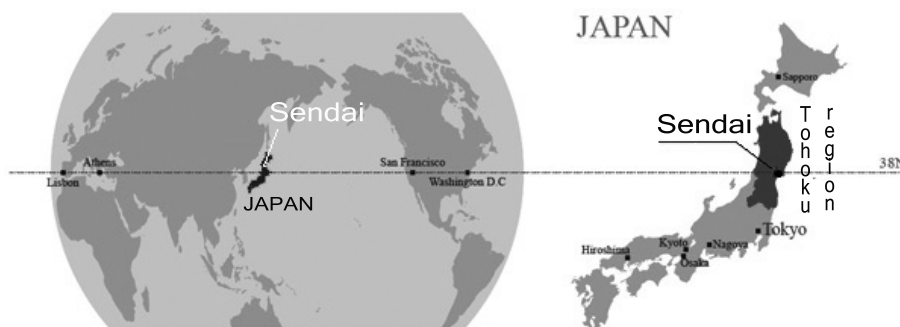 Sendai
Athens
Lisbon
San Francisco
Washington D.C
JAPAN
JAPAN
Sapporo
Sendai
Tohoku
region
38N
Tokyo
Kyoto
Nagoya
Hiroshima
Osaka